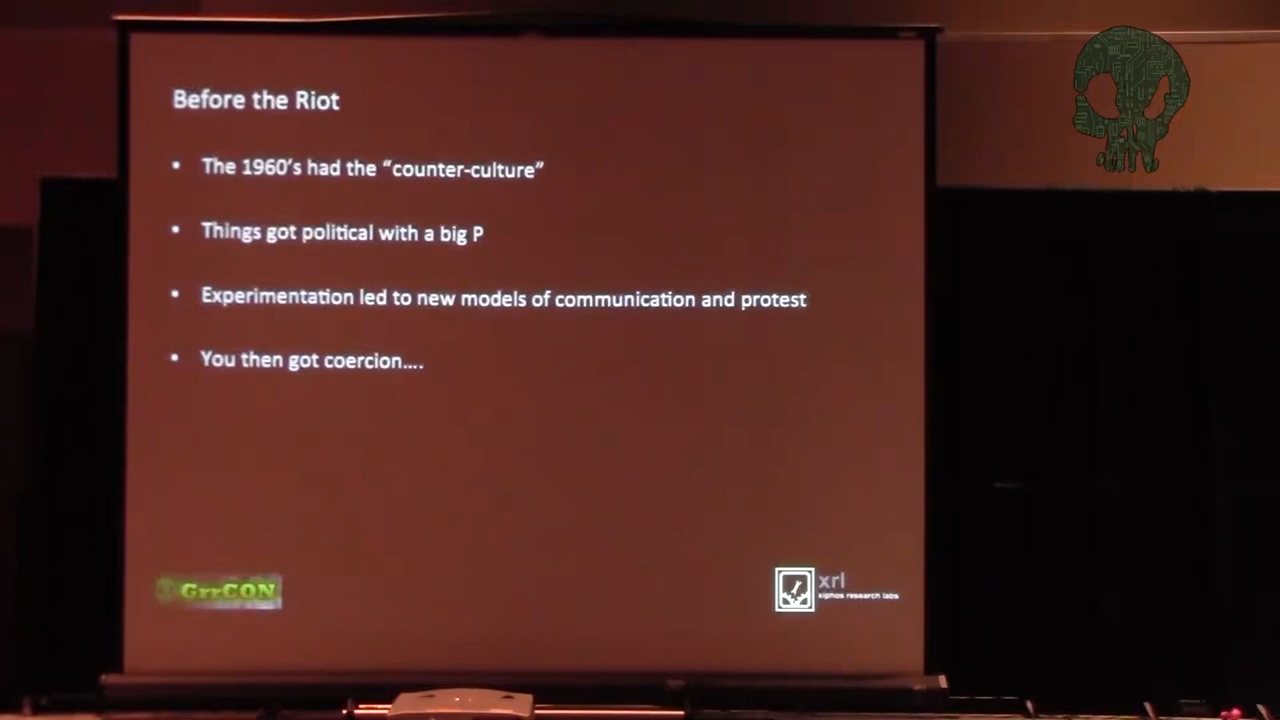 Before the Riot
• The 1960's had the “counter-culture”
• Things got political with a big P
• Experimentation led to new models of communication and protest
• You then got coercion....
GrrCON
xrl
xiphos research labs